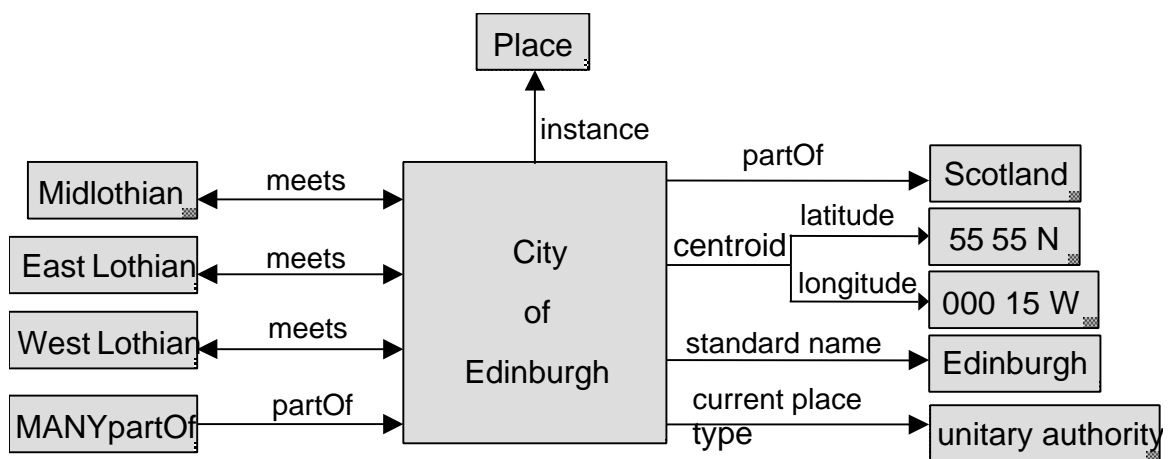 Place
instance
partOf
Midlothian
meets
Scotland
latitude
East Lothian
meets
City
of
Edinburgh
centroid
55 55 N
longitude
000 15 W
West Lothian
meets
standard name
Edinburgh
MANYpartOf
partOf
current place
type
unitary authority